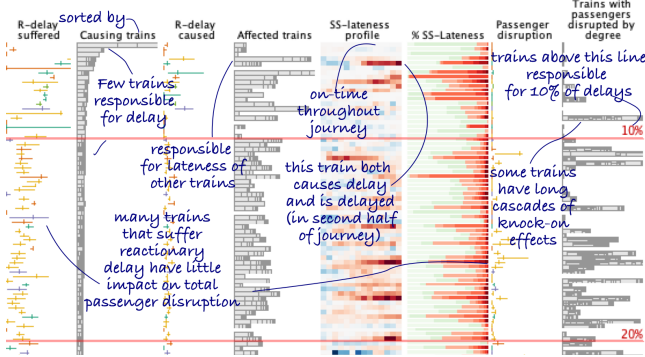 R-delay
suffered
sorted by
Causing trains
R-delay
caused
Affected trains
SS-lateness
profile
% SS-Lateness
Passenger
disruption
Trains with
passengers
disrupted by
degree
Few trains
responsible
for delay
on-time
throughout
journey
trains above this line
responsible
for 10% of delays
10%
responsible
for lateness of
other trains
this train both
causes delay
and is delayed
(in second half
of journey)
some trains
have long
cascades of
knock-on
effects
many trains
that suffer
reactionary
delay have little
impact on total
passenger disruption
20%